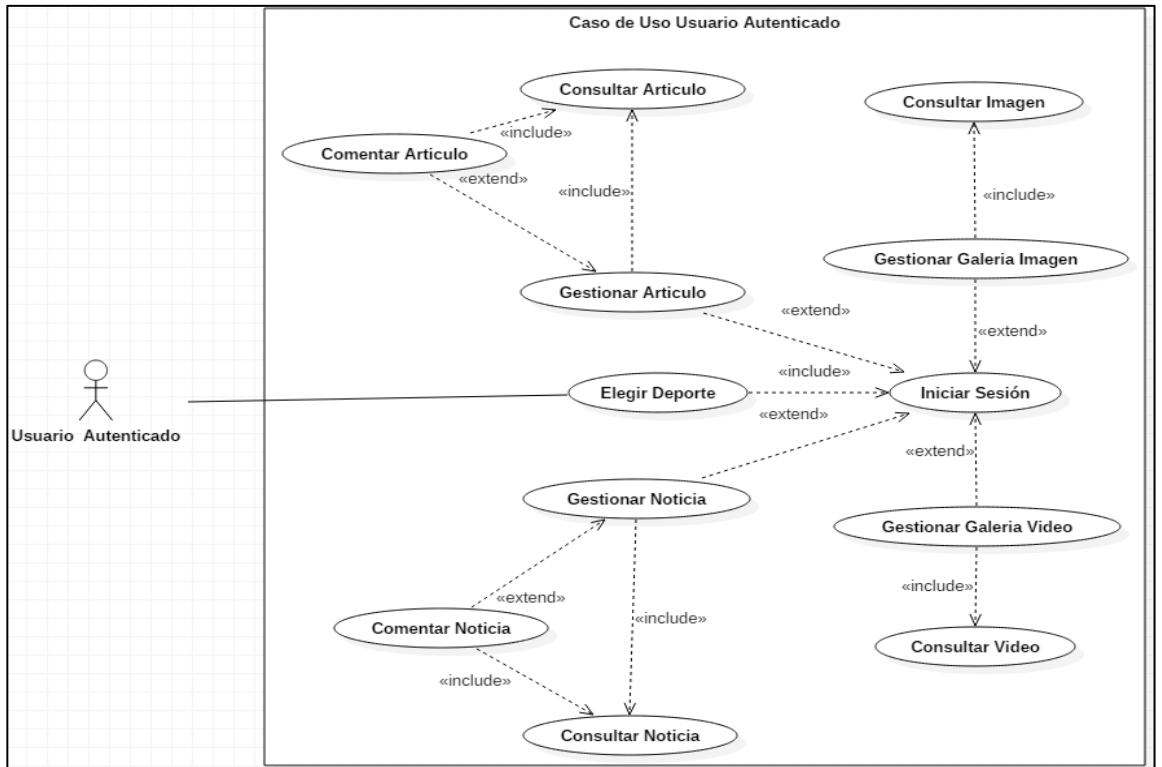 Caso de Uso Usuario Autenticado
Consultar Articulo
Consultar Imagen
«include»
Comentar Articulo
«extend»
«include»
«include»
Gestionar Galeria Imagen
Gestionar Articulo
«extend»
«extend»
«include»
Elegir Deporte
Iniciar Sesión
«extend»
Usuario Autenticado
«extend»
Gestionar Noticia
Gestionar Galeria Video
«include»
«extend»
«include»
Comentar Noticia
Consultar Video
«include»
Consultar Noticia